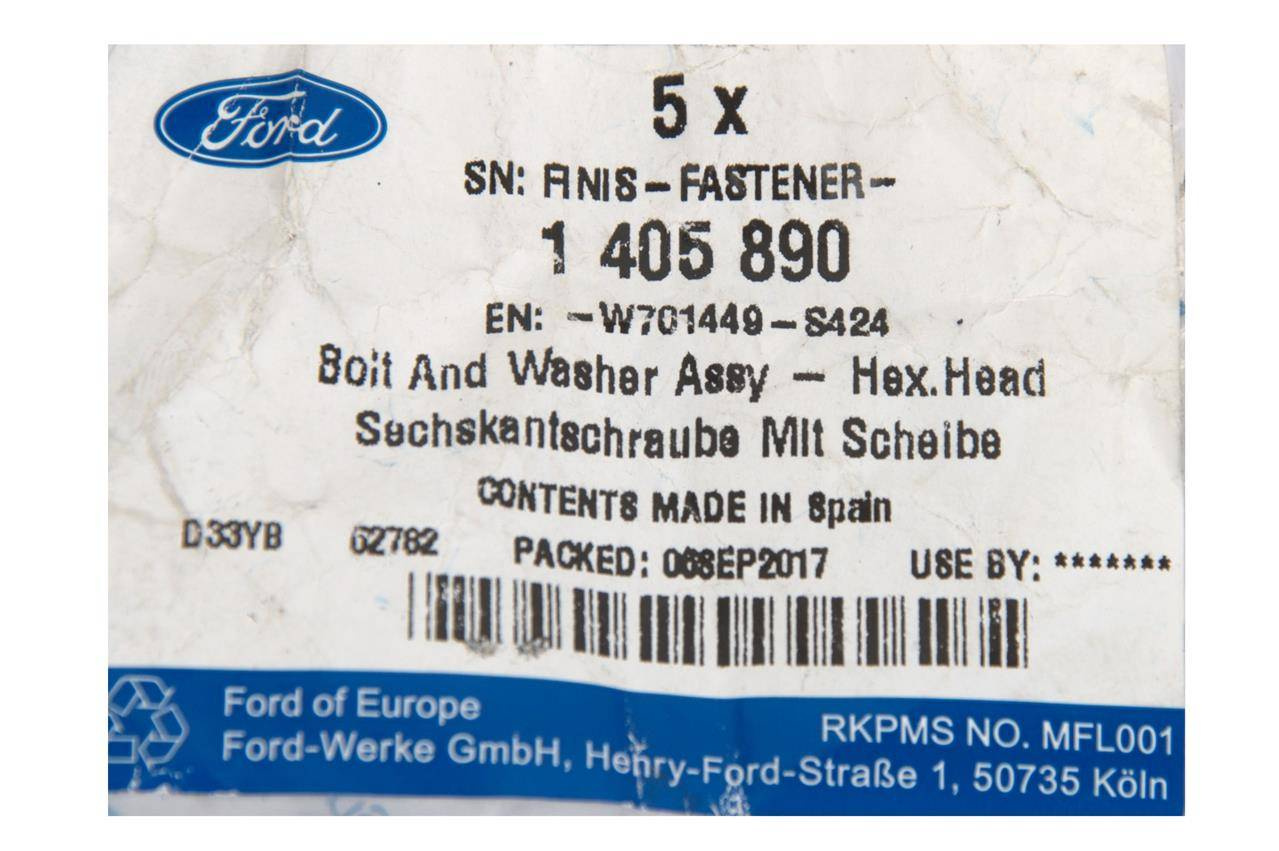 Ford
5 x
SN: FINIS-FASTENER-
1 405 890
EN: -W701449-S424
Bolt And Washer Assy - Hex.Head
Sechskantschraube Mit Scheibe
CONTENTS MADE IN Spain
D33YB 62782 PACKED: 06SEP2017 USE BY: *******
Ford of Europe
Ford-Werke GmbH, Henry-Ford-Straße 1, 50735 Köln
RKPMS NO. MFL001